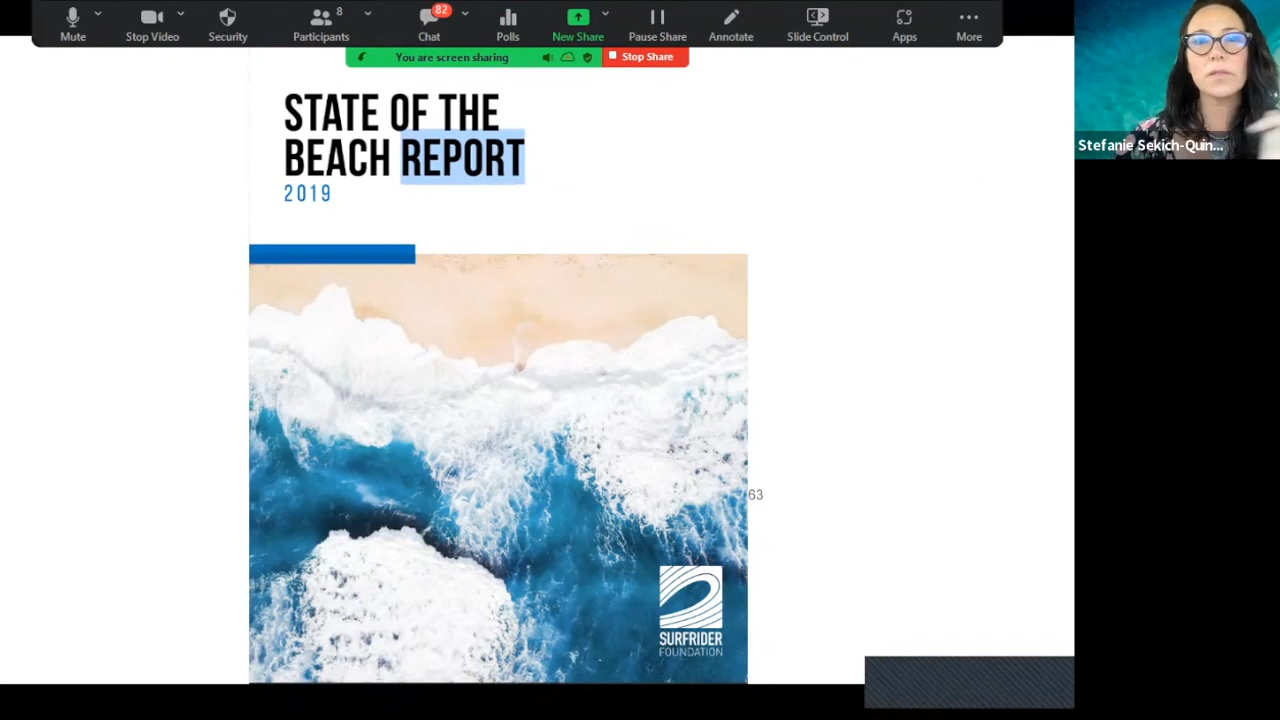 8
82
Mute
Stop Video
Security
Participants
Chat
Polls
New Share
Pause Share
Annotate
Slide Control
Apps
More
You are screen sharing
Stop Share
Stefanie Sekich-Quin...
STATE OF THE
BEACH REPORT
2019
63
SURFRIDER
FOUNDATION